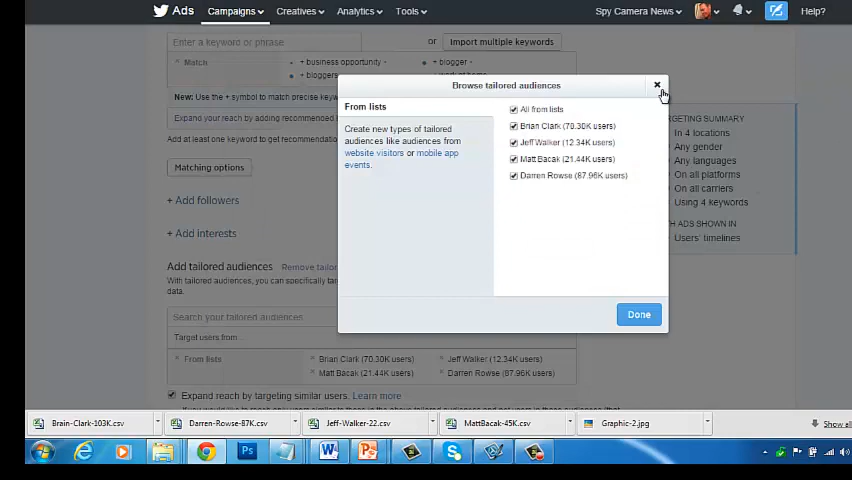 Ads Campaigns Creatives Analytics Tools Spy Camera News Help?
Enter a keyword or phrase or Import multiple keywords
Match + business opportunity - + blogger -
+ bloggers
New: Use the + symbol to match precise
Expand your reach by adding recommended
Add at least one keyword to get recommendation
Matching options
+ Add followers
+ Add interests
Add tailored audiences Remove tailor
With tailored audiences, you can specifically
data.
Search your tailored audiences
Target users from...
From lists Brian Clark (70.30K users) Jeff Walker (12.34K users)
Matt Bacak (21.44K users) Darren Rowse (87.96K users)
Expand reach by targeting similar users. Learn more
Browse tailored audiences
From lists
Create new types of tailored
audiences like audiences from
website visitors or mobile app
events.
All from lists
Brian Clark (70.30K users)
Jeff Walker (12.34K users)
Matt Bacak (21.44K users)
Darren Rowse (87.96K users)
Done
TARGETING SUMMARY
In 4 locations
Any gender
Any languages
On all platforms
On all carriers
Using 4 keywords
ADS SHOWN IN
Users' timelines
Brain-Clark-103K.csv Darren-Rowse-87K.csv Jeff-Walker-22.csv MattBacak-45K.csv Graphic-2.jpg Show all